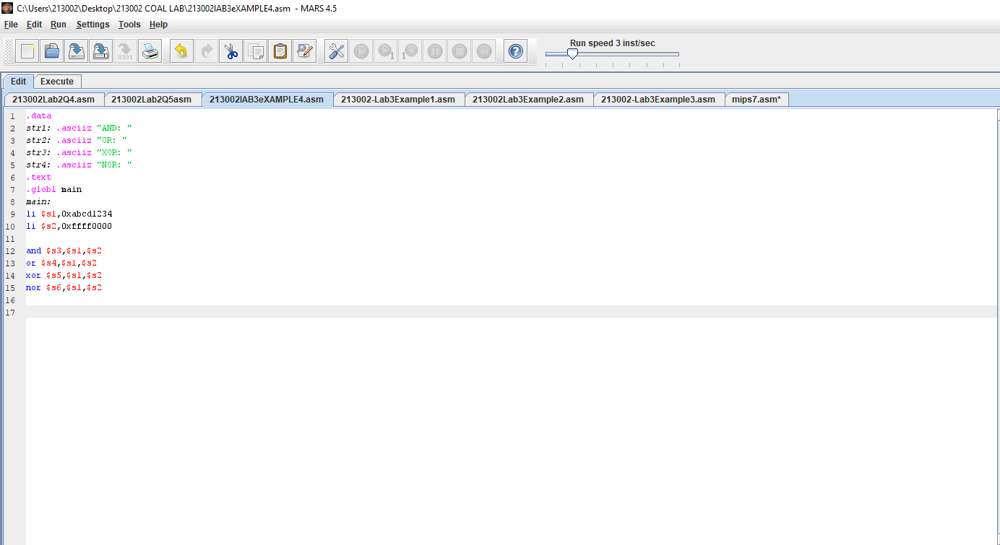 C:\Users\213002\Desktop\213002 COAL LAB\213002lAB3eXAMPLE4.asm - MARS 4.5
File Edit Run Settings Tools Help
Run speed 3 inst/sec
Edit Execute
213002Lab2Q4.asm 213002Lab2Q5asm 213002lAB3eXAMPLE4.asm 213002-Lab3Example1.asm 213002Lab3Example2.asm 213002-Lab3Example3.asm mips7.asm*
1 .data
2 str1: .asciiz "AND: "
3 str2: .asciiz "OR: "
4 str3: .asciiz "XOR: "
5 str4: .asciiz "NOR: "
6 .text
7 .globl main
8 main:
9 li $s1,0xabcd1234
10 li $s2,0xffff0000
11
12 and $s3,$s1,$s2
13 or $s4,$s1,$s2
14 xor $s5,$s1,$s2
15 nor $s6,$s1,$s2
16
17